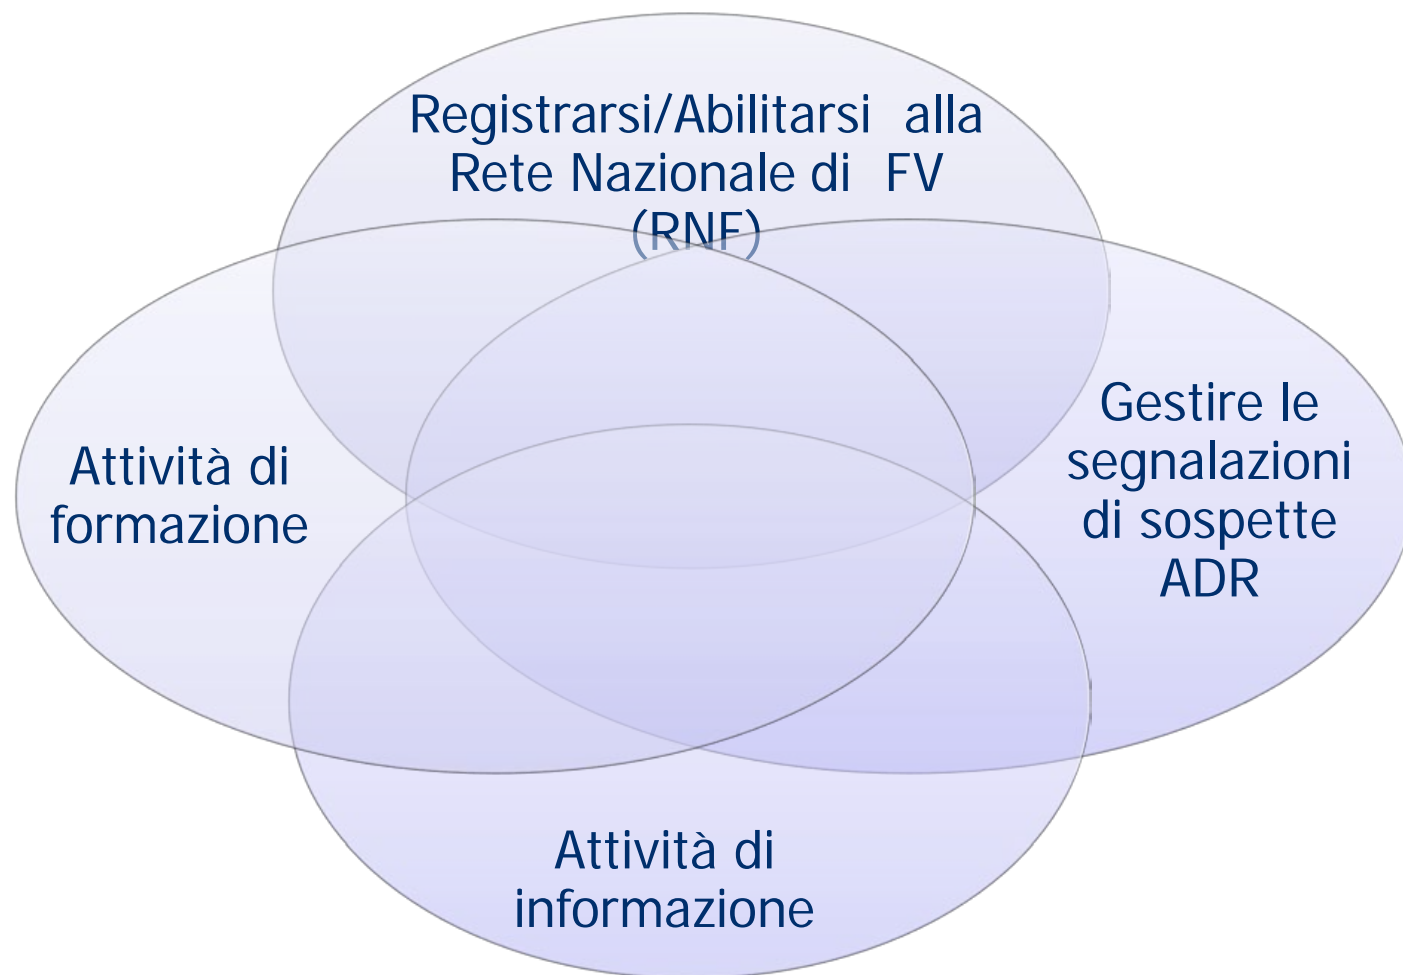 Registrarsi/Abilitarsi alla
Rete Nazionale di FV
(RNF)
Attività di
formazione
Gestire le
segnalazioni
di sospette
ADR
Attività di
informazione